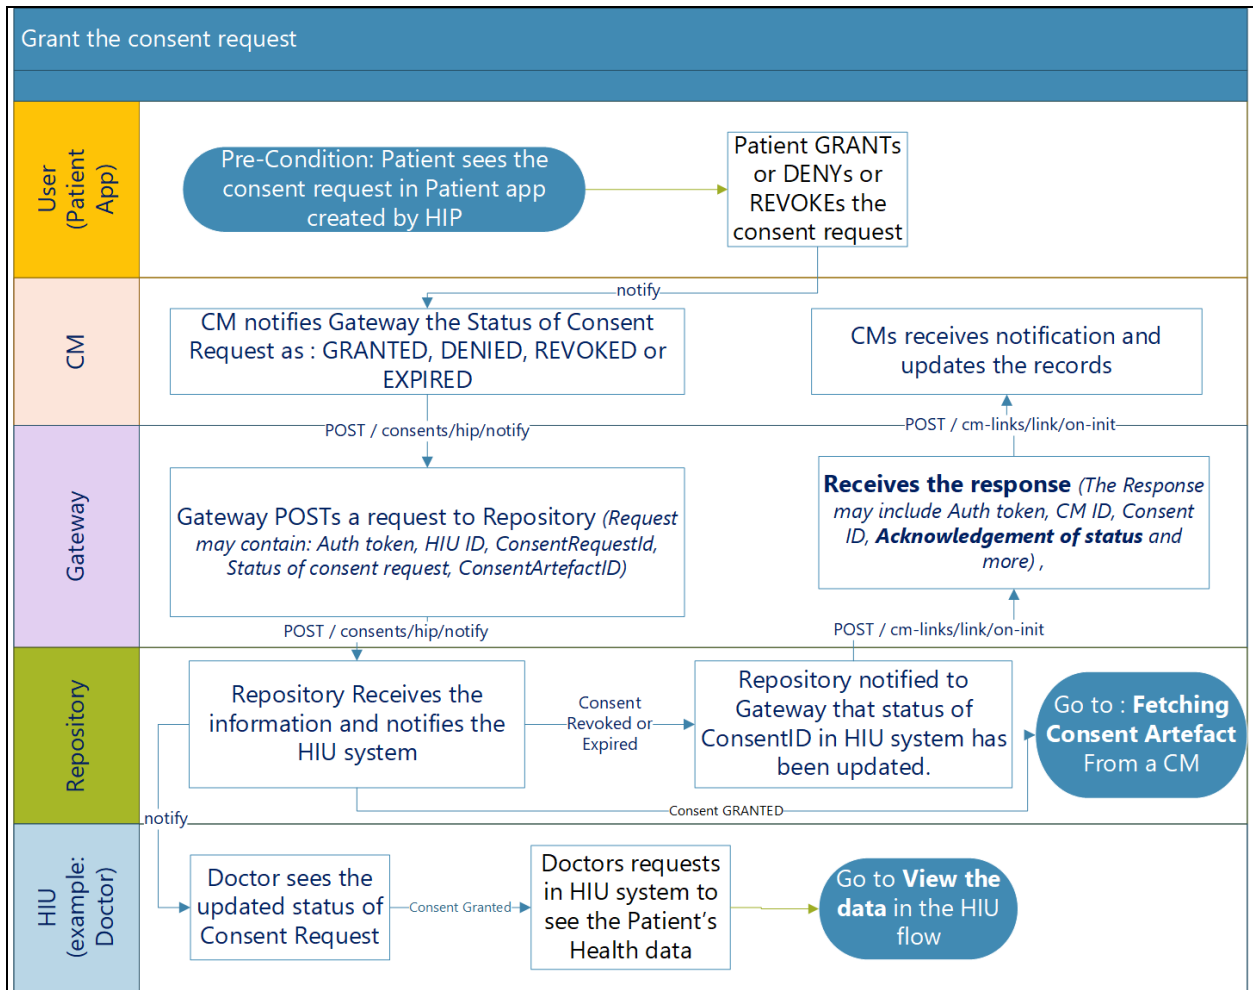 Grant the consent request
User
(Patient
App)
Pre-Condition: Patient sees the
consent request in Patient app
created by HIP
Patient GRANTs
or DENYs or
REVOKEs the
consent request
notify
CM
CM notifies Gateway the Status of Consent
Request as : GRANTED, DENIED, REVOKED or
EXPIRED
CMs receives notification and
updates the records
POST / consents/hip/notify
POST / cm-links/link/on-init
Gateway
Gateway POSTs a request to Repository (Request
may contain: Auth token, HIU ID, ConsentRequestId,
Status of consent request, ConsentArtefactID)
Receives the response (The Response
may include Auth token, CM ID, Consent
ID, Acknowledgement of status and
more) ,
POST / consents/hip/notify
POST / cm-links/link/on-init
Repository
Repository Receives the
information and notifies the
HIU system
Consent
Revoked or
Expired
Repository notified to
Gateway that status of
ConsentID in HIU system has
been updated.
Go to : Fetching
Consent Artefact
From a CM
Consent GRANTED
notify
HIU
(example:
Doctor)
Doctor sees the
updated status of
Consent Request
Consent Granted
Doctors requests
in HIU system to
see the Patient’s
Health data
Go to View the
data in the HIU
flow